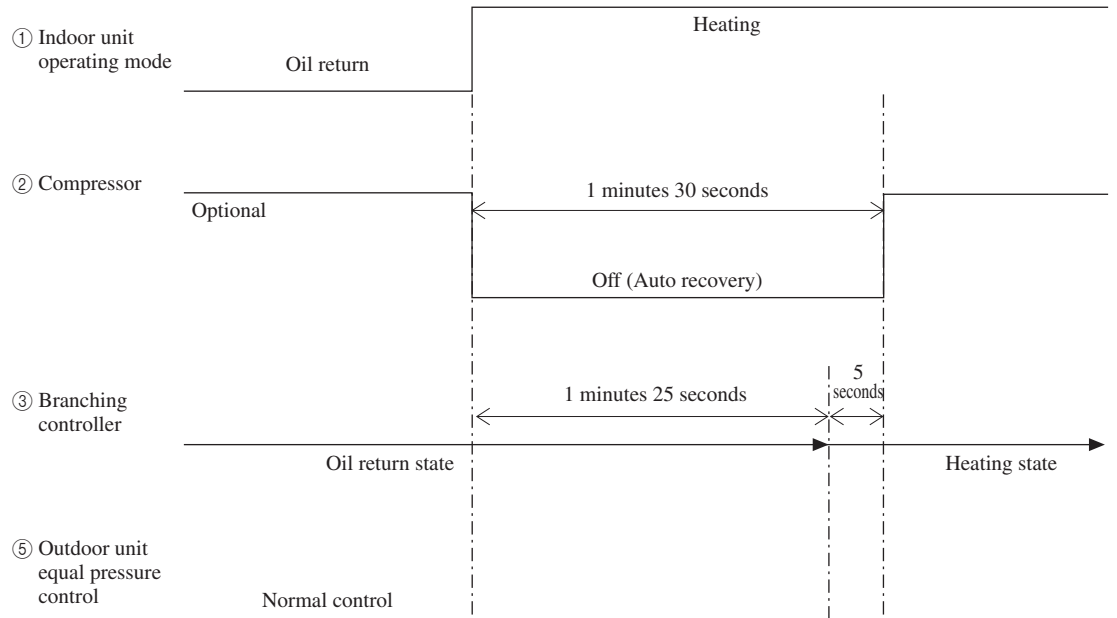 ① Indoor unit
operating mode
Oil return
Heating
② Compressor
Optional
1 minutes 30 seconds
Off (Auto recovery)
③ Branching
controller
1 minutes 25 seconds
5
seconds
Oil return state
Heating state
⑤ Outdoor unit
equal pressure
control
Normal control